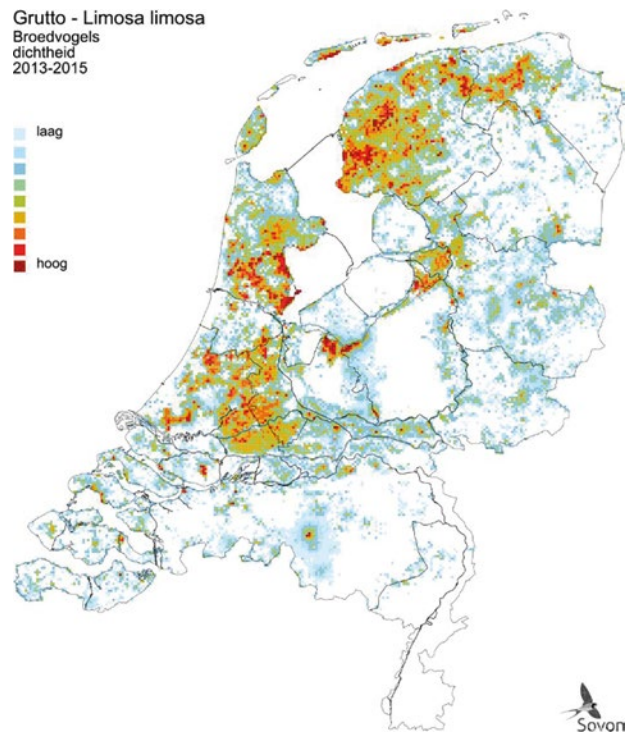 Grutto - Limosa limosa
Broedvogels
dichtheid
2013-2015
laag
hoog
Sovon